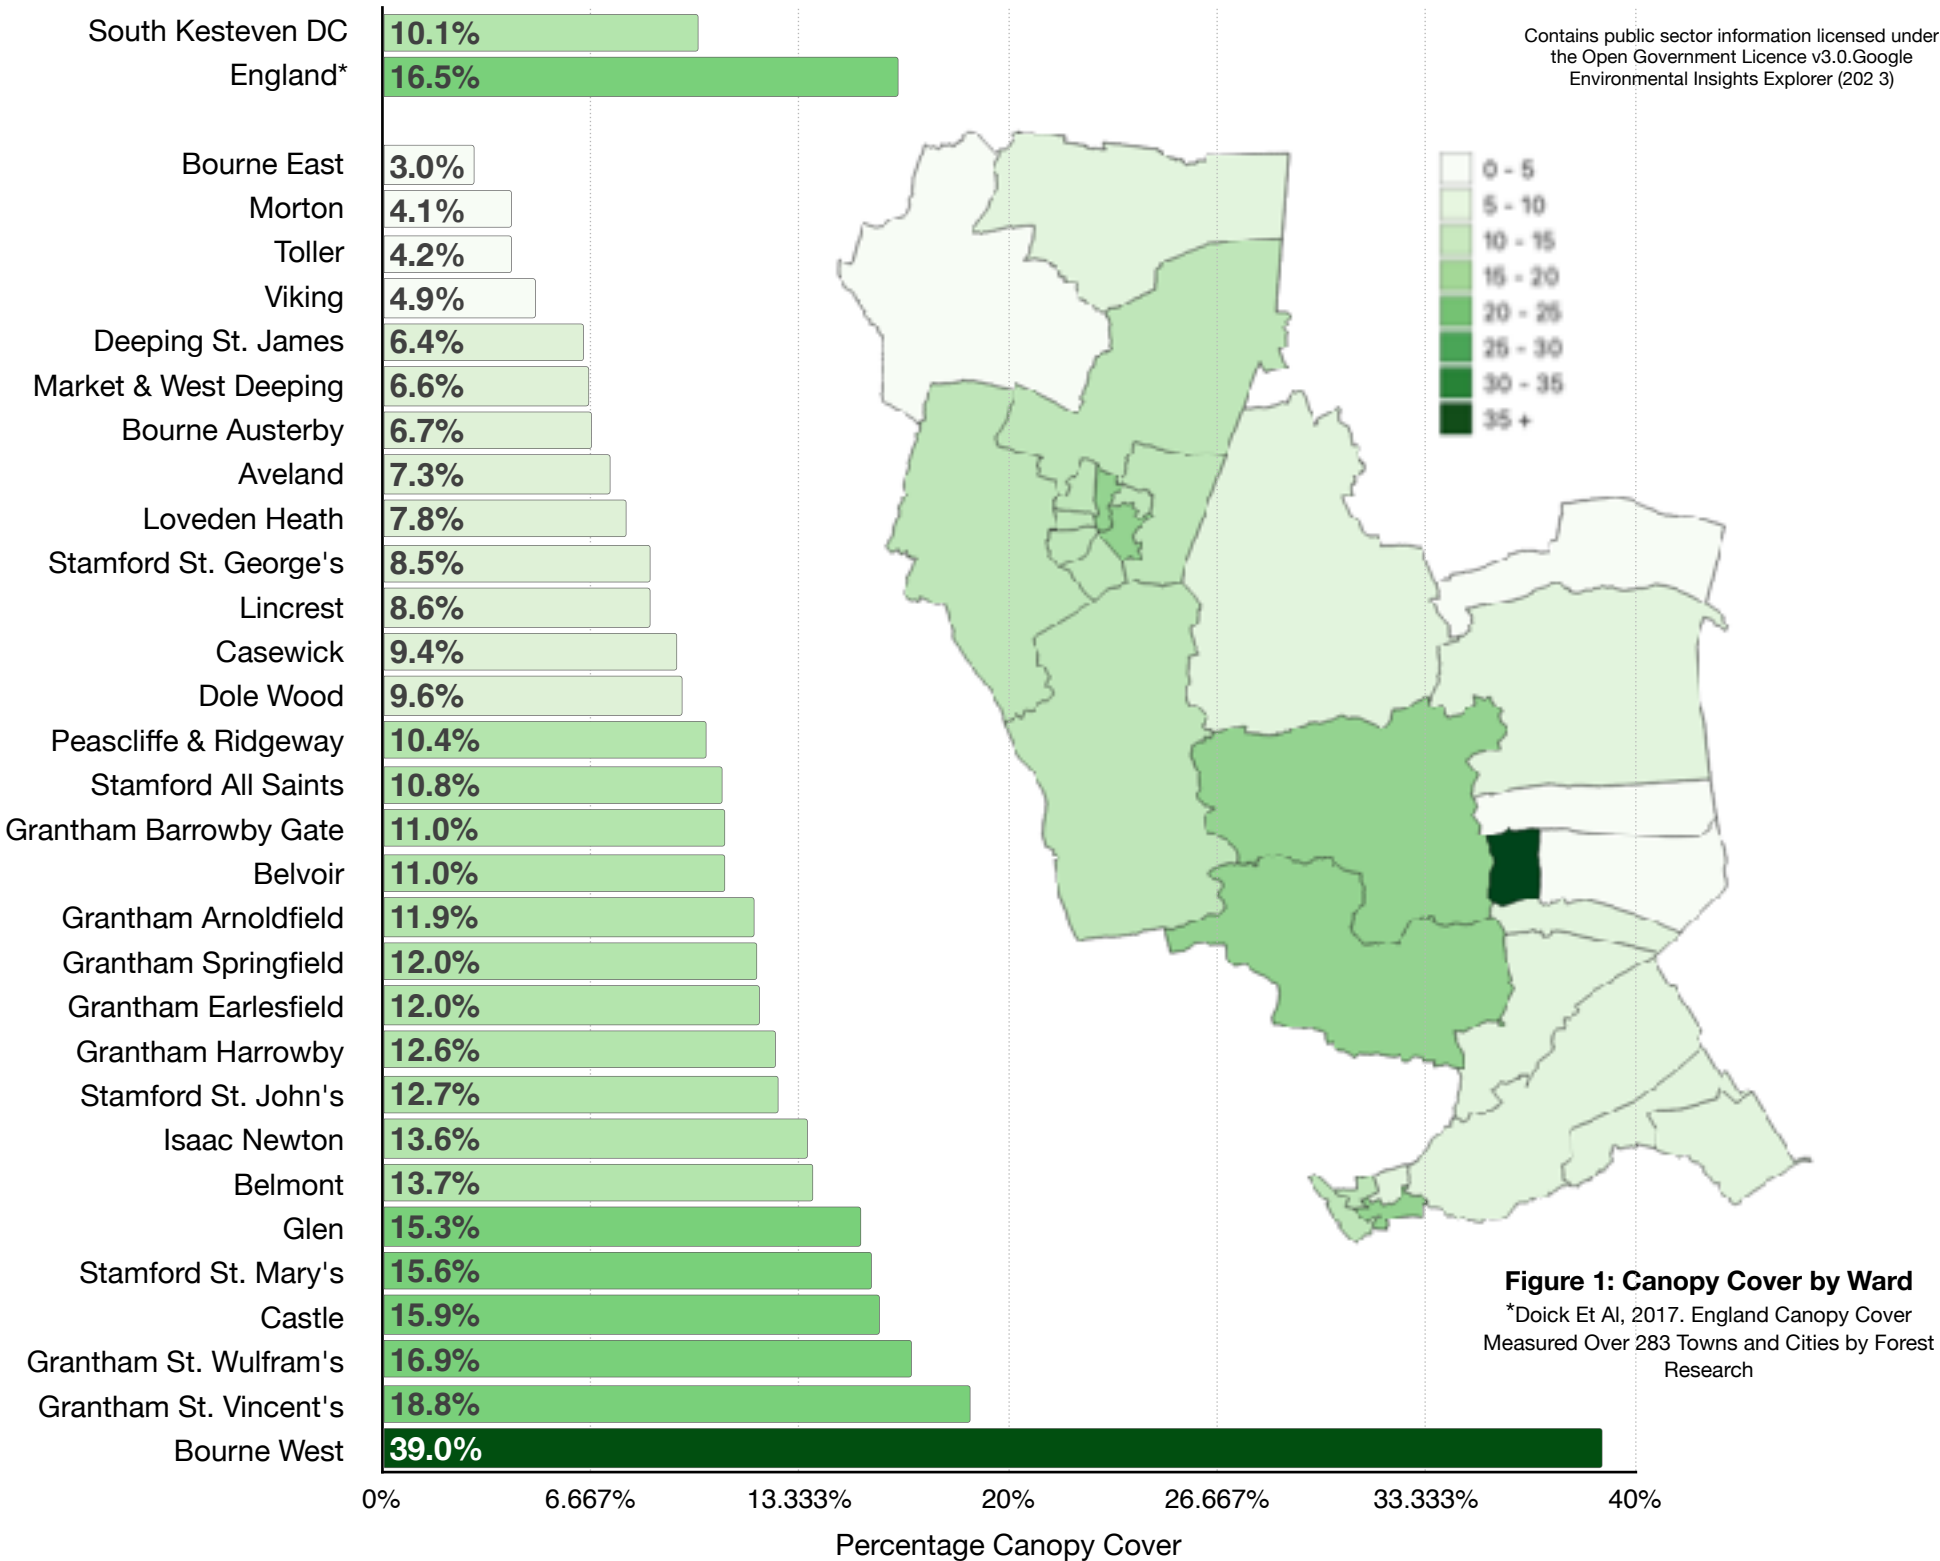 South Kesteven DC 10.1%
England* 16.5%
Contains public sector information licensed under
the Open Government Licence v3.0.Google
Environmental Insights Explorer (202 3)
Bourne East 3.0%
Morton 4.1%
Toller 4.2%
Viking 4.9%
Deeping St. James 6.4%
Market & West Deeping 6.6%
Bourne Austerby 6.7%
Aveland 7.3%
Loveden Heath 7.8%
Stamford St. George's 8.5%
Lincrest 8.6%
Casewick 9.4%
Dole Wood 9.6%
Peascliffe & Ridgeway 10.4%
Stamford All Saints 10.8%
Grantham Barrowby Gate 11.0%
Belvoir 11.0%
Grantham Arnoldfield 11.9%
Grantham Springfield 12.0%
Grantham Earlesfield 12.0%
Grantham Harrowby 12.6%
Stamford St. John's 12.7%
Isaac Newton 13.6%
Belmont 13.7%
Glen 15.3%
Stamford St. Mary's 15.6%
Castle 15.9%
Grantham St. Wulfram's 16.9%
Grantham St. Vincent's 18.8%
Bourne West 39.0%
0% 6.667% 13.333% 20% 26.667% 33.333% 40%
Percentage Canopy Cover
0 - 5
5 - 10
10 - 15
15 - 20
20 - 25
25 - 30
30 - 35
35 +
Figure 1: Canopy Cover by Ward
*Doick Et Al, 2017. England Canopy Cover
Measured Over 283 Towns and Cities by Forest
Research